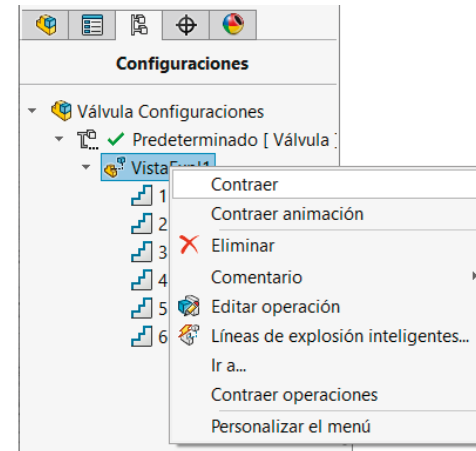 Configuraciones
Válvula Configuraciones
Predeterminado [ Válvula ]
1
2
3
4
5
6
Contraer
Contraer animación
Eliminar
Comentario
Editar operación
Líneas de explosión inteligentes...
Ir a...
Contraer operaciones
Personalizar el menú